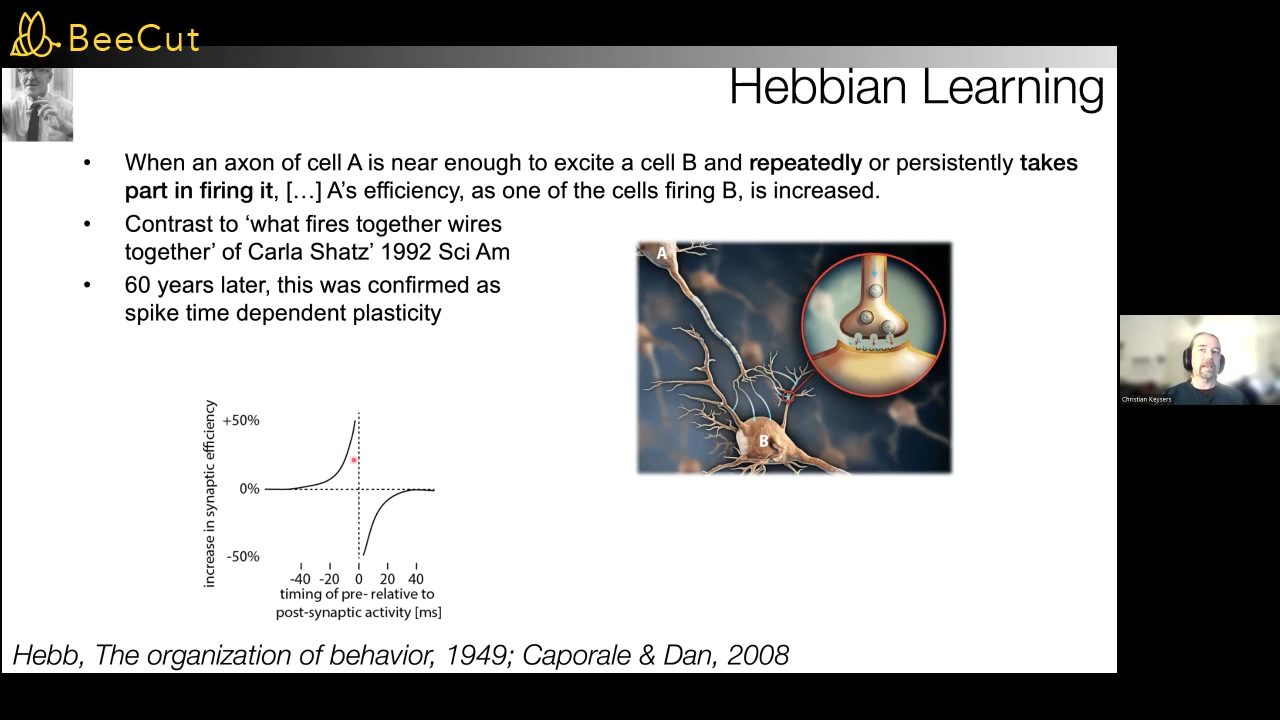 BeeCut
Hebbian Learning
• When an axon of cell A is near enough to excite a cell B and repeatedly or persistently takes
part in firing it, […] A’s efficiency, as one of the cells firing B, is increased.
• Contrast to ‘what fires together wires
together’ of Carla Shatz’ 1992 Sci Am
• 60 years later, this was confirmed as
spike time dependent plasticity
A
B
Christian Keysers
increase in synaptic efficiency
+50%
0%
-50%
-40 -20 0 20 40
timing of pre- relative to
post-synaptic activity [ms]
Hebb, The organization of behavior, 1949; Caporale & Dan, 2008